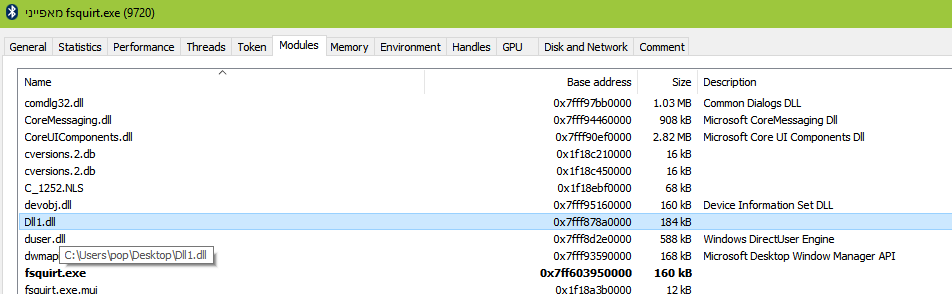 מאפייני fsquirt.exe (9720)
General Statistics Performance Threads Token Modules Memory Environment Handles GPU Disk and Network Comment
Name Base address Size Description
comdlg32.dll 0x7fff97bb0000 1.03 MB Common Dialogs DLL
CoreMessaging.dll 0x7fff94460000 908 kB Microsoft CoreMessaging Dll
CoreUIComponents.dll 0x7fff90ef0000 2.82 MB Microsoft Core UI Components Dll
cversions.2.db 0x1f18c210000 16 kB
cversions.2.db 0x1f18c450000 16 kB
C_1252.NLS 0x1f18ebf0000 68 kB
devobj.dll 0x7fff95160000 160 kB Device Information Set DLL
Dll1.dll 0x7fff878a0000 184 kB
duser.dll 0x7fff8d2e0000 588 kB Windows DirectUser Engine
C:\Users\pop\Desktop\Dll1.dll
0x7fff93590000 168 kB Microsoft Desktop Window Manager API
fsquirt.exe 0x7ff603950000 160 kB
fsquirt.exe.mui 0x1f18a3b0000 12 kB